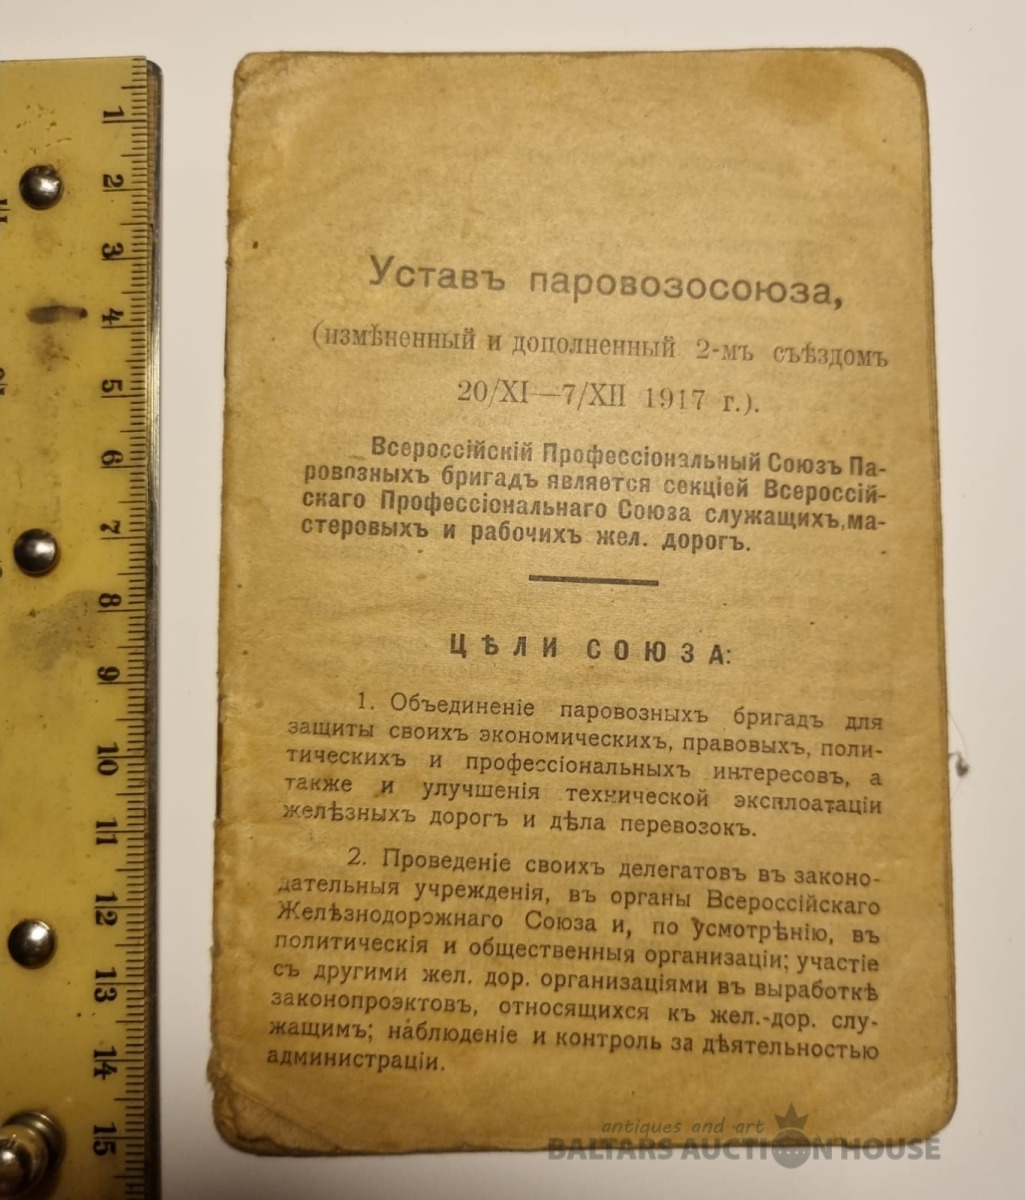 1
2
3
4
5
6
7
8
9
10
11
12
13
14
15
Уставъ паровозосоюза,
(измѣненный и дополненный 2-мъ съѣздомъ
20/XI—7/XII 1917 г.).
Всероссійскій Профессіональный Союзъ Па-
ровозныхъ бригадъ является секціей Всероссій-
скаго Профессіональнаго Союза служащихъ,ма-
стеровыхъ и рабочихъ жел. дорогъ.
ЦѢЛИ СОЮЗА:
1. Объединеніе паровозныхъ бригадъ для
защиты своихъ экономическихъ, правовыхъ, поли-
тическихъ и профессіональныхъ интересовъ, а
также и улучшенія технической эксплоатаціи
желѣзныхъ дорогъ и дѣла перевозокъ.
2. Проведеніе своихъ делегатовъ въ законо-
дательныя учрежденія, въ органы Всероссійскаго
Желѣзнодорожнаго Союза и, по усмотрѣнію, въ
политическія и общественныя организаціи; участіе
съ другими жел. дор. организаціями въ выработкѣ
законопроэктовъ, относящихся къ жел.-дор. слу-
жащимъ; наблюденіе и контроль за дѣятельностью
администраціи.
antiques and art
BALTARS AUCTION HOUSE